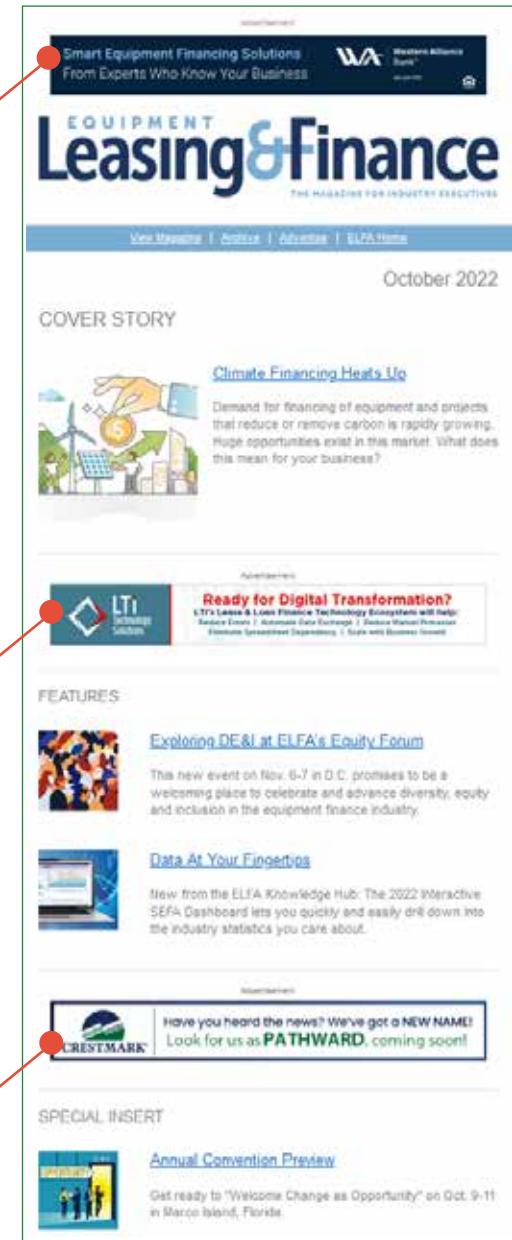 Advertisement
Smart Equipment Financing Solutions
From Experts Who Know Your Business
Western Alliance
Bank
EQUIPMENT
Leasing&Finance
THE MAGAZINE FOR INDUSTRY EXECUTIVES
View Magazine | Archive | Advertise | ELFA Home
October 2022
COVER STORY
Climate Financing Heats Up
Demand for financing of equipment and projects
that reduce or remove carbon is rapidly growing.
Huge opportunities exist in this market. What does
this mean for your business?
Advertisement
LTi
Technology
Solutions
Ready for Digital Transformation?
LTi's Lease & Loan Finance Technology Ecosystem will help:
Reduce Errors | Automate Data Exchange | Reduce Manual Processes
Eliminate Spreadsheet Dependency | Scale with Business Growth
FEATURES
Exploring DE&I at ELFA's Equity Forum
This new event on Nov. 6-7 in D.C. promises to be a
welcoming place to celebrate and advance diversity, equity
and inclusion in the equipment finance industry.
Data At Your Fingertips
New from the ELFA Knowledge Hub: The 2022 Interactive
SEFA Dashboard lets you quickly and easily drill down into
the industry statistics you care about.
Advertisement
CRESTMARK
Have you heard the news? We've got a NEW NAME!
Look for us as PATHWARD, coming soon!
SPECIAL INSERT
OPPORTUNITY
Annual Convention Preview
Get ready to "Welcome Change as Opportunity" on Oct. 9-11
in Marco Island, Florida.